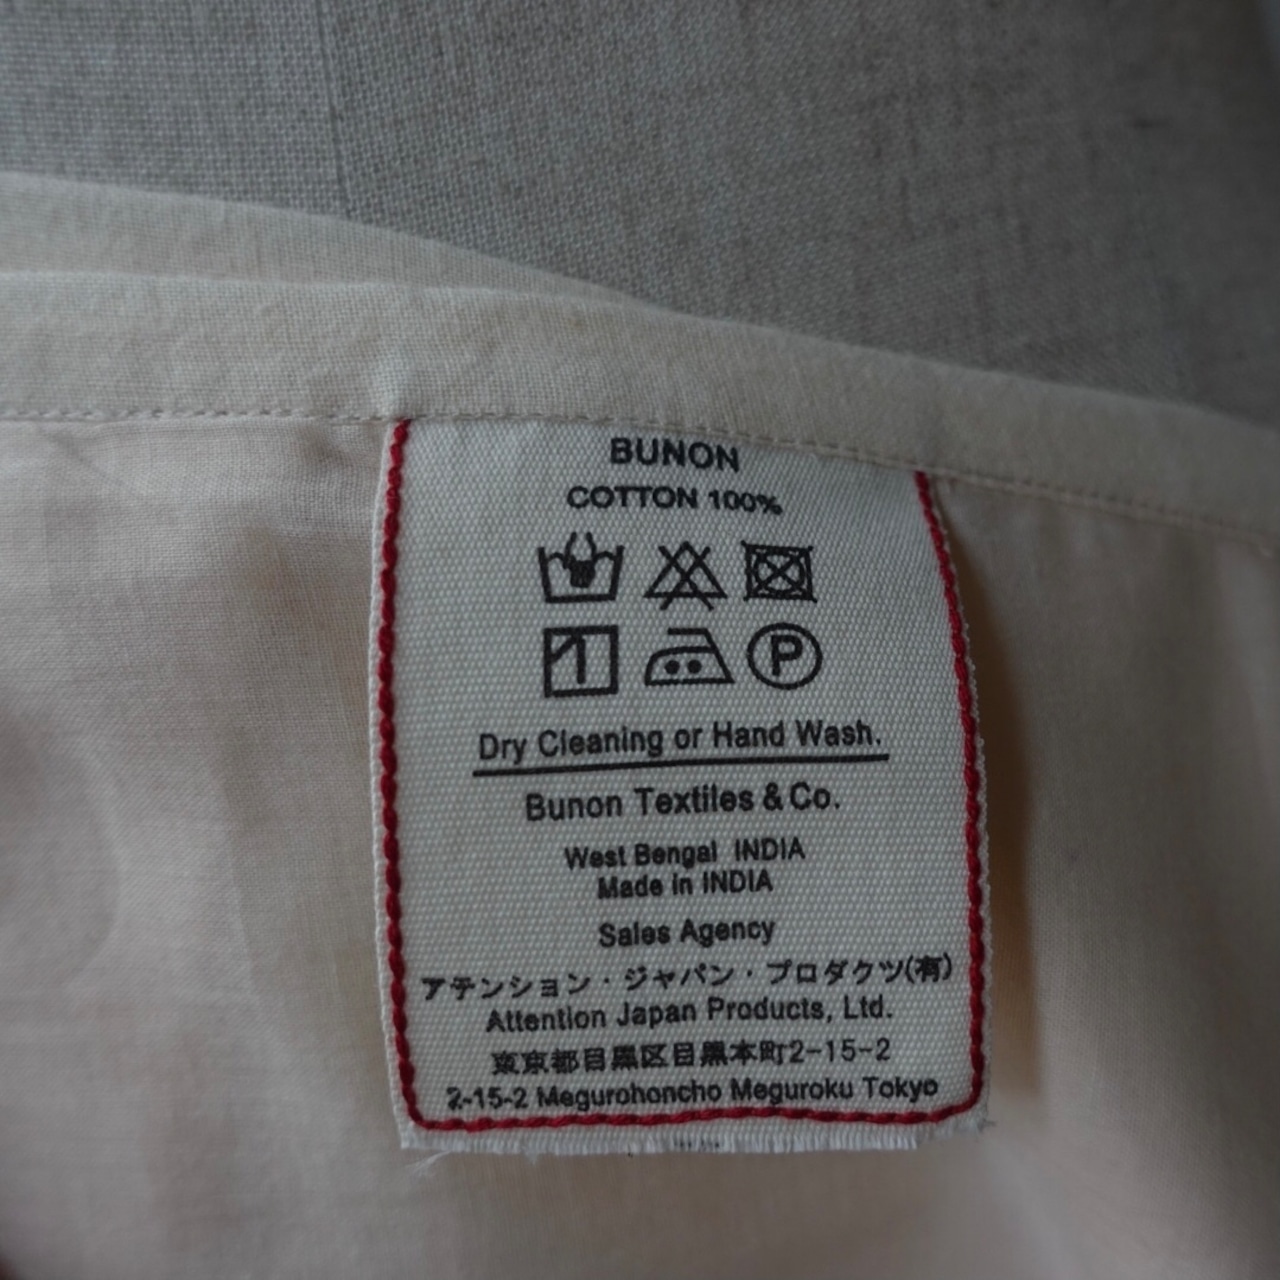 BUNON
COTTON 100%
P
Dry Cleaning or Hand Wash.
Bunon Textiles & Co.
West Bengal INDIA
Made in INDIA
Sales Agency
アテンション・ジャパン・プロダクツ(有)
Attention Japan Products, Ltd.
東京都目黒区目黒本町2-15-2
2-15-2 Megurohoncho Meguroku Tokyo